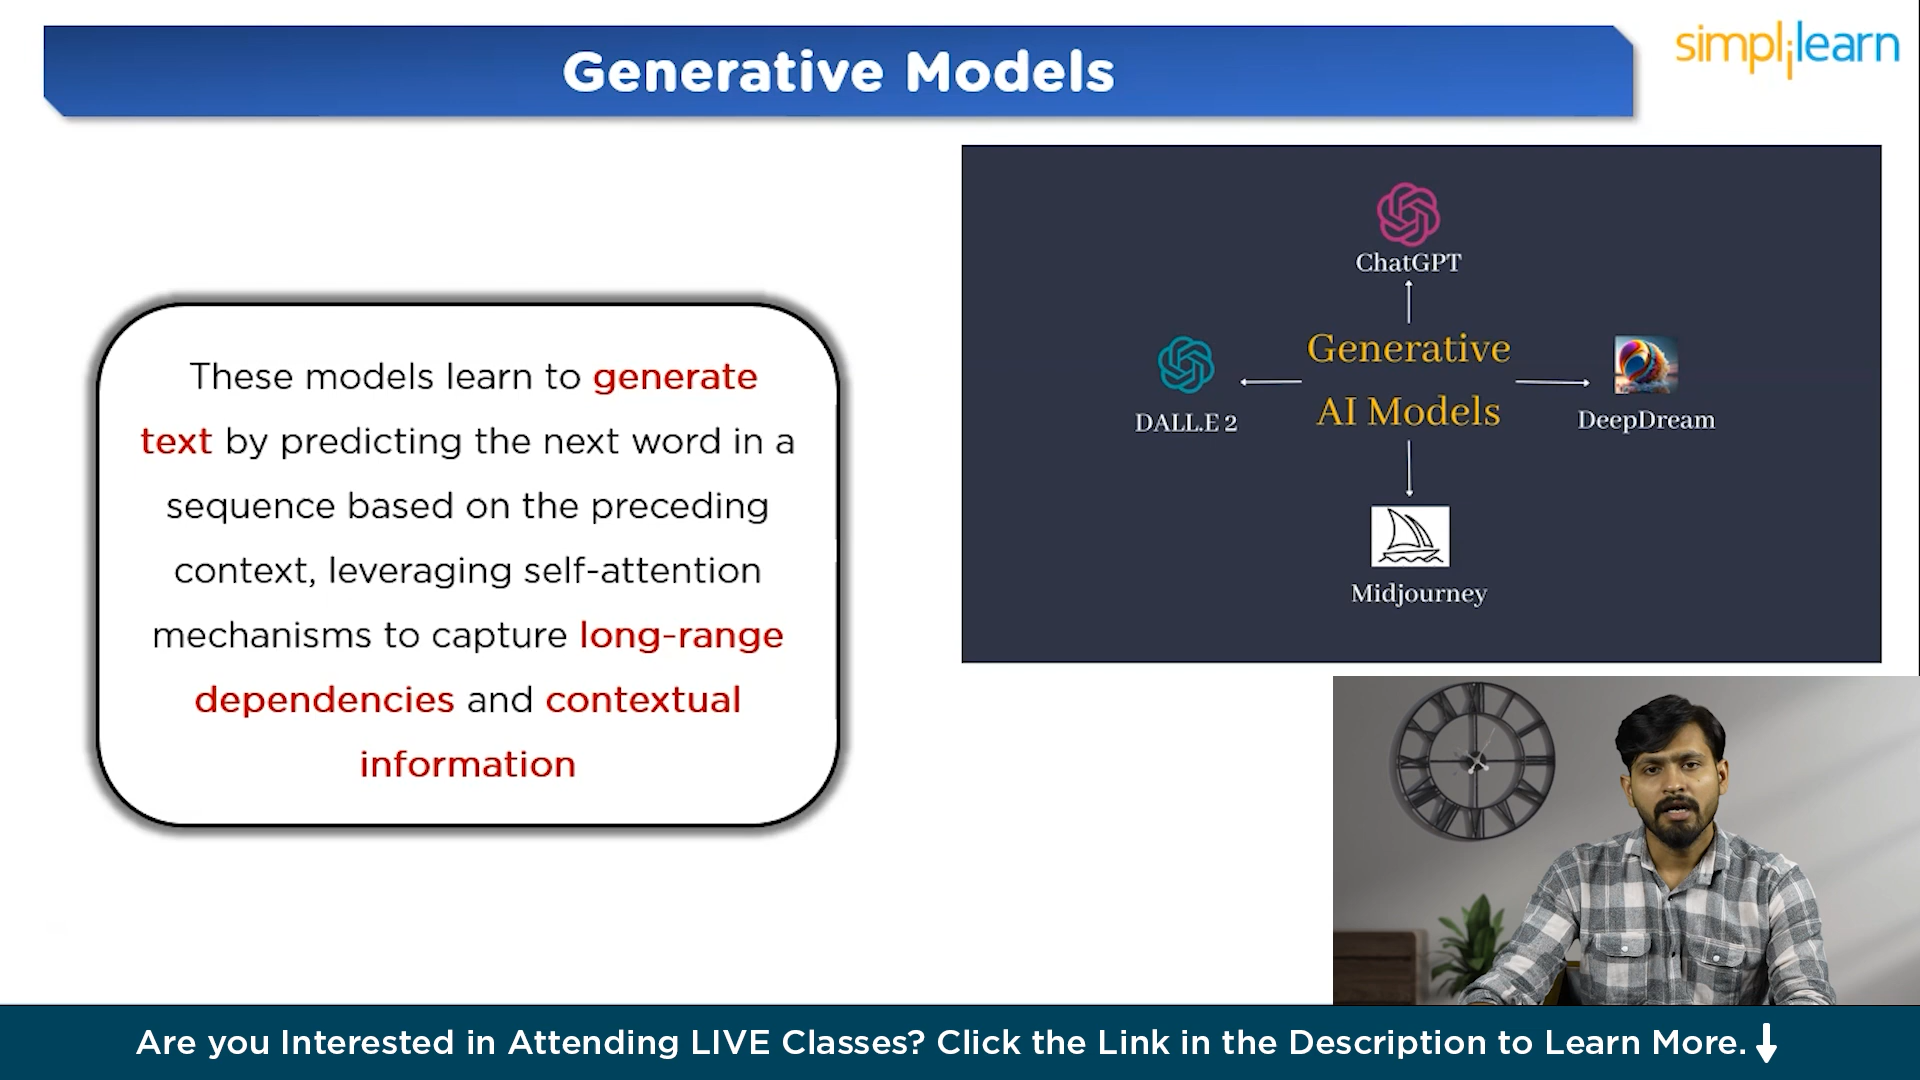 Generative Models
simplilearn
These models learn to generate
text by predicting the next word in a
sequence based on the preceding
context, leveraging self-attention
mechanisms to capture long-range
dependencies and contextual
information
ChatGPT
Generative
AI Models
DALL.E 2
DeepDream
Midjourney
Are you Interested in Attending LIVE Classes? Click the Link in the Description to Learn More.